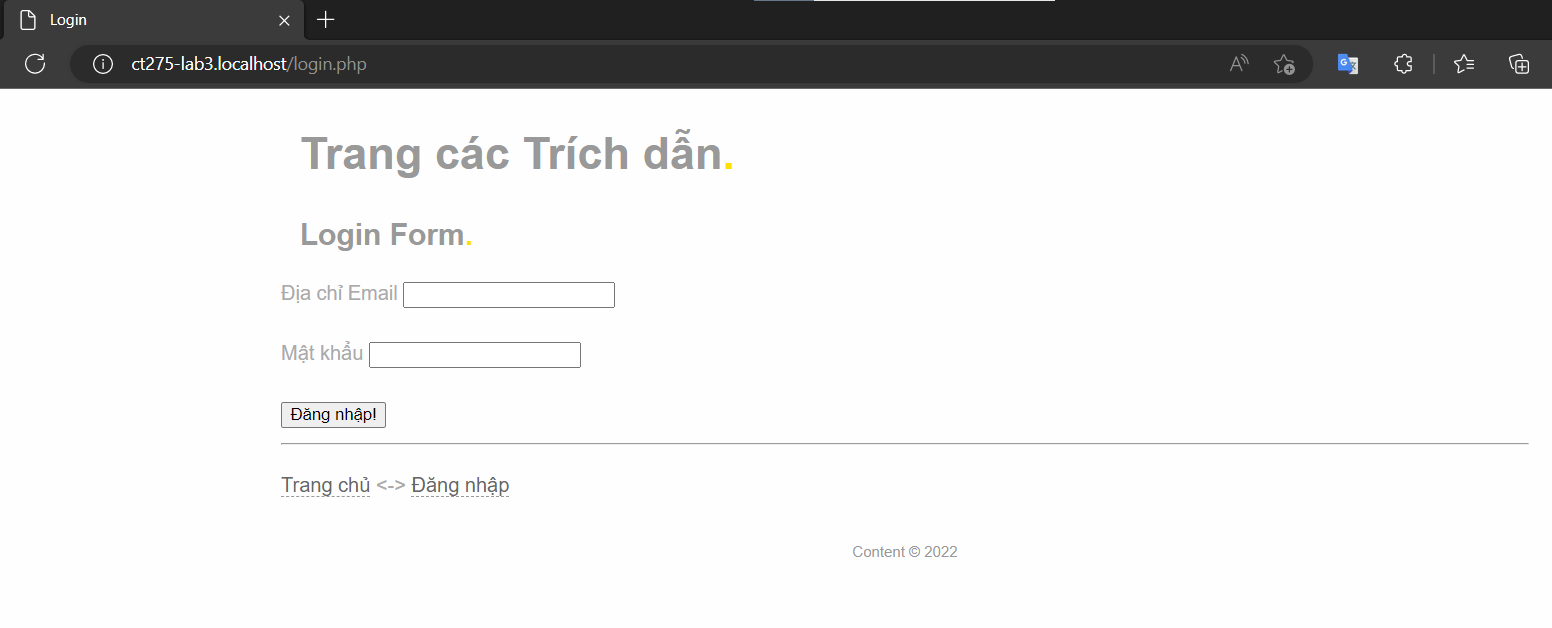 Login
ct275-lab3.localhost/login.php
Trang các Trích dẫn.
Login Form.
Địa chỉ Email
Mật khẩu
Đăng nhập!
Trang chủ <-> Đăng nhập
Content © 2022